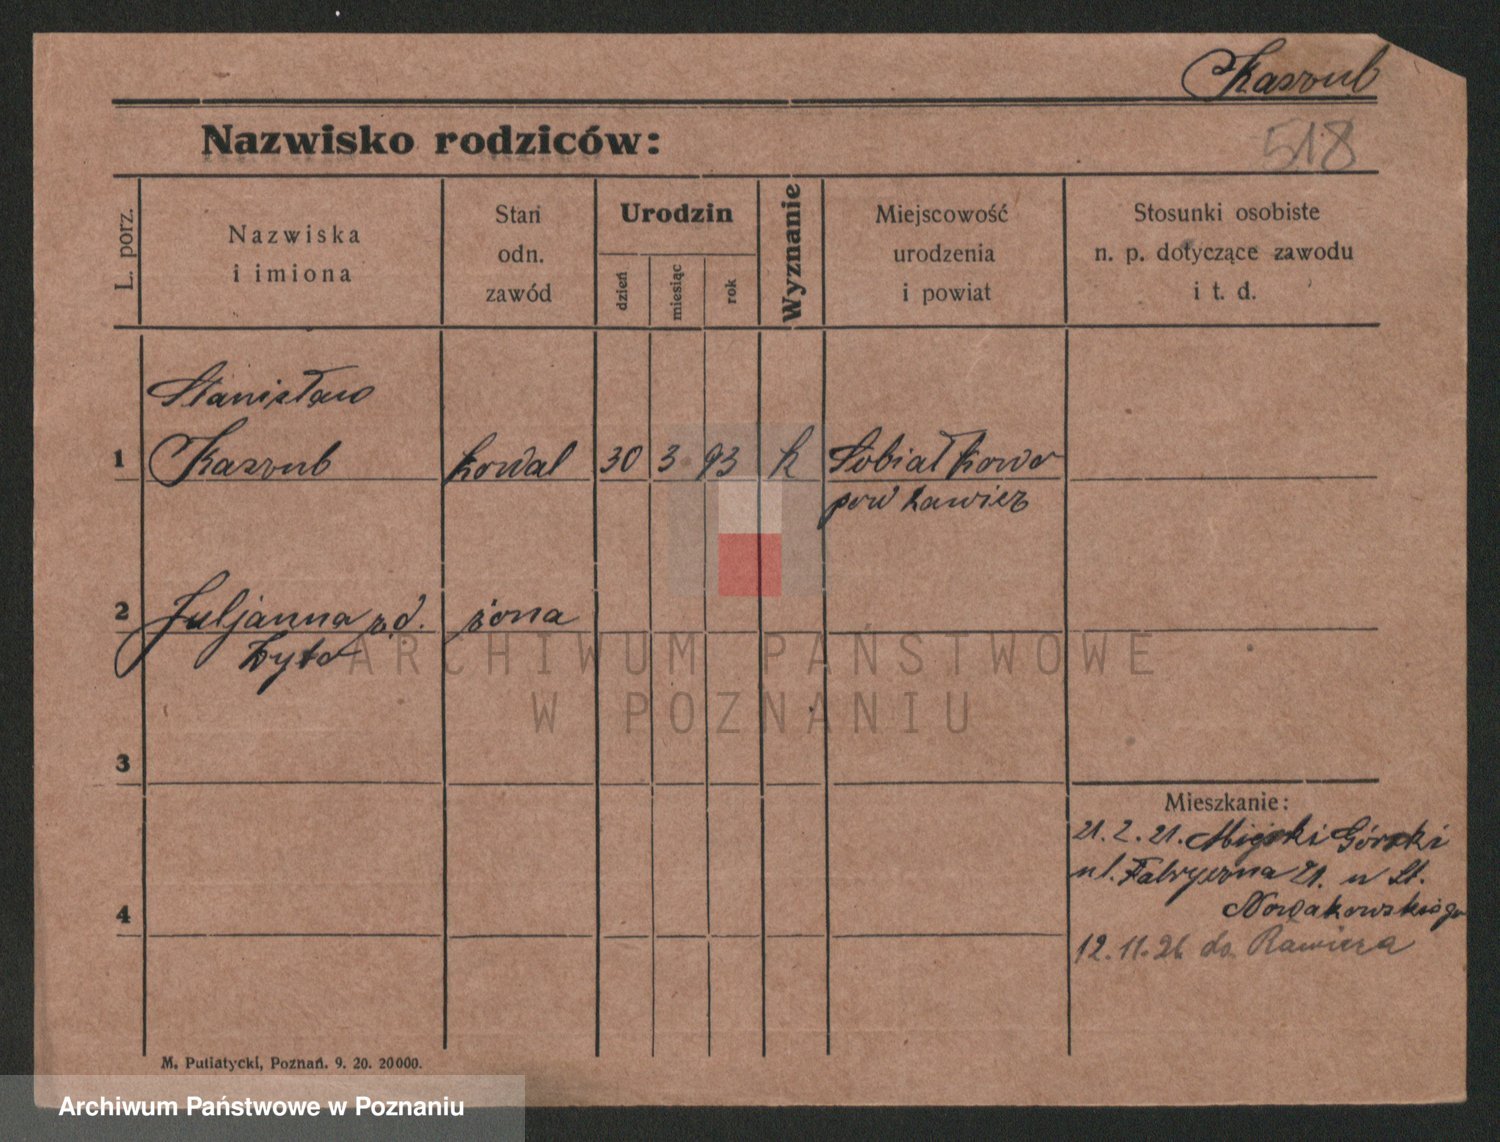 Kaszub
Nazwisko rodziców:
518
L. porz.
Nazwiska
i imiona
Stan
odn.
zawód
Urodzin
dzień
miesiąc
rok
Wyznanie
Miejscowość
urodzenia
i powiat
Stosunki osobiste
n. p. dotyczące zawodu
i t. d.
Stanisław
1 Kaszub kowal 30 3 93 k Sobiałkowo
pow Rawicz
2 Juljanna z d. żona
Żyto
3
Mieszkanie:
21. 2. 21. Miejski Górski
ul. Fabryczna 21. u St.
4
Nowakowskiego
12. 11. 26 do Rawicza
M. Putiatycki, Poznań. 9. 20. 20000.
ARCHIWUM PAŃSTWOWE
W POZNANIU
Archiwum Państwowe w Poznaniu